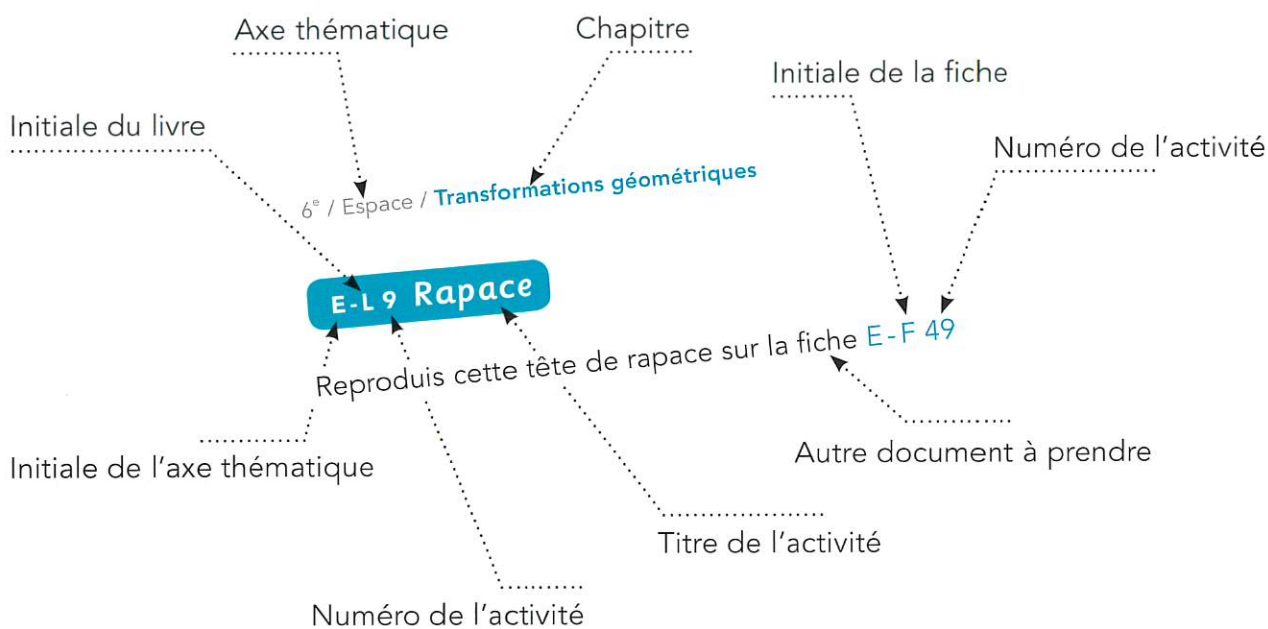 Axe thématique
Chapitre
Initiale de la fiche
Initiale du livre
Numéro de l'activité
6e / Espace / Transformations géométriques
E-L 9 Rapace
Reproduis cette tête de rapace sur la fiche E-F 49
Initiale de l'axe thématique
Autre document à prendre
Titre de l'activité
Numéro de l'activité